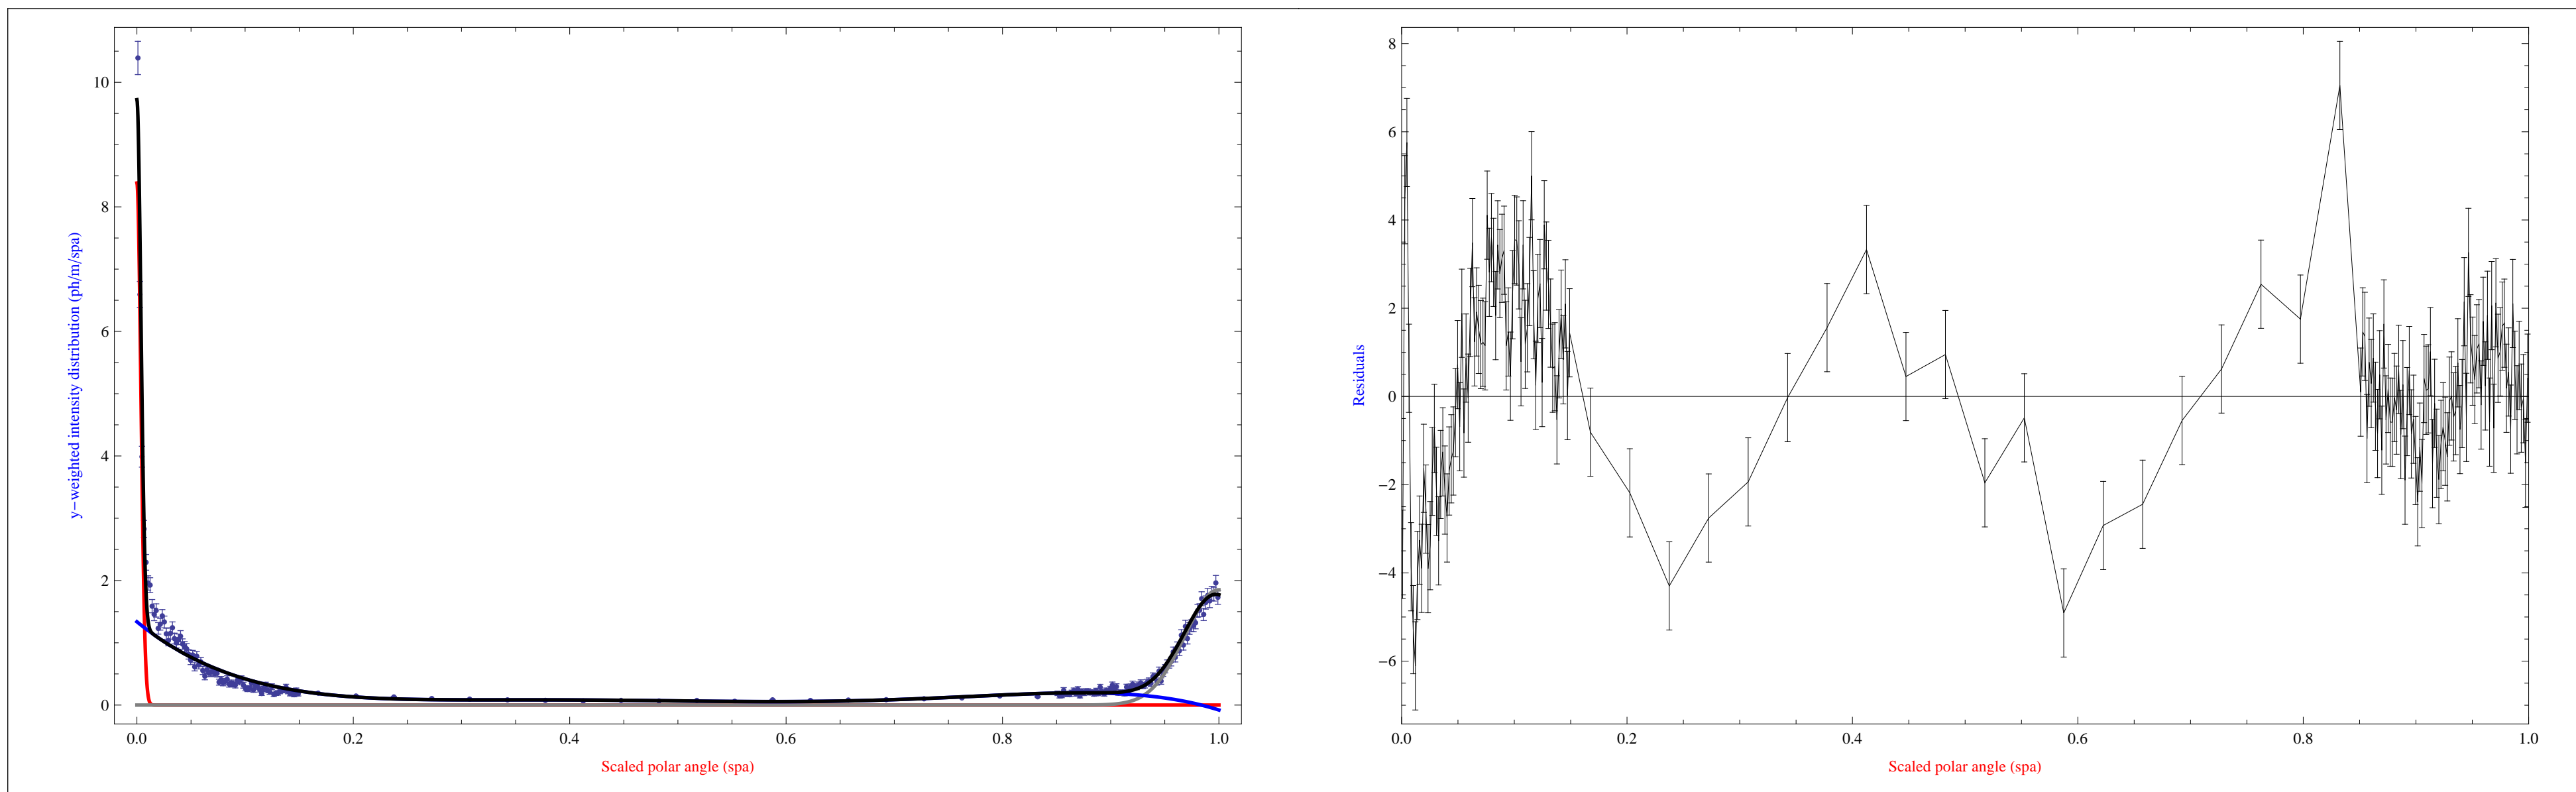 y-weighted intensity distribution (ph/m/spa)
10
8
6
4
2
0
0.0 0.2 0.4 0.6 0.8 1.0
Scaled polar angle (spa)
Residuals
8
6
4
2
0
−2
−4
−6
0.0 0.2 0.4 0.6 0.8 1.0
Scaled polar angle (spa)